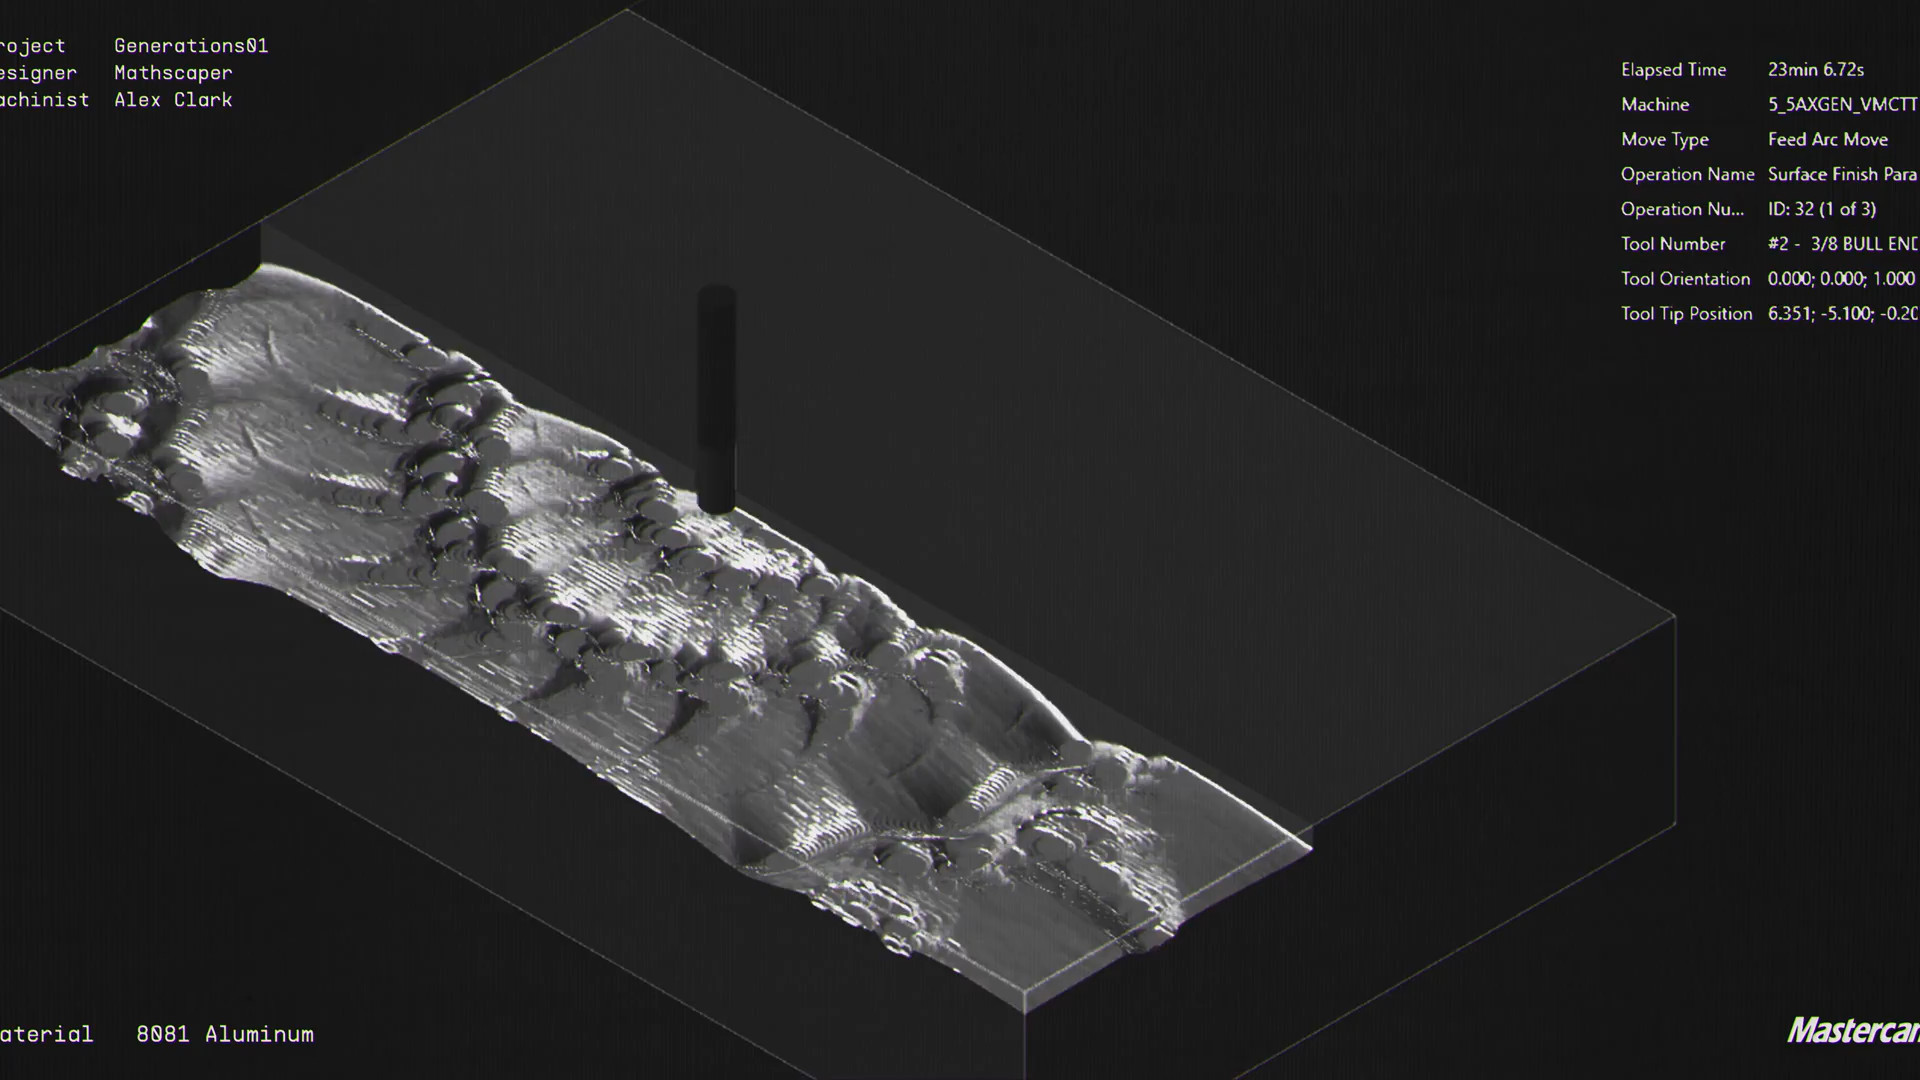 roject Generations01
esigner Mathscaper
achinist Alex Clark
Elapsed Time 23min 6.72s
Machine 5_5AXGEN_VMCTT
Move Type Feed Arc Move
Operation Name Surface Finish Para
Operation Nu... ID: 32 (1 of 3)
Tool Number #2 - 3/8 BULL END
Tool Orientation 0.000; 0.000; 1.000
Tool Tip Position 6.351; -5.100; -0.20
aterial 8081 Aluminum
Mastercam